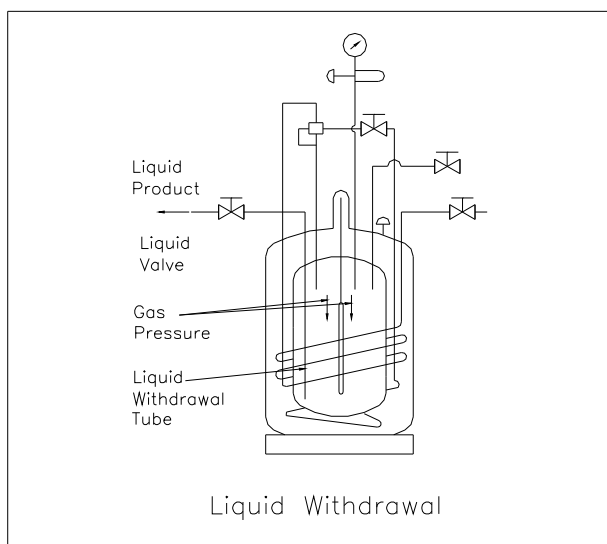 Liquid
Product
Liquid
Valve
Gas
Pressure
Liquid
Withdrawal
Tube
Liquid Withdrawal